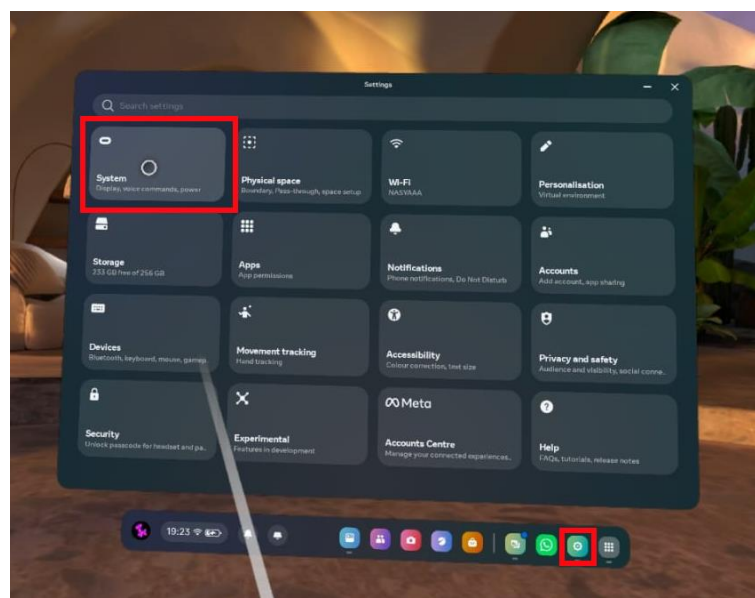 Settings
Search settings
System
Display, voice commands, power
Physical space
Boundary, Pass-through, space setup
Wi-Fi
NASYAAA
Personalisation
Virtual environment
Storage
233 GB free of 256 GB
Apps
App permissions
Notifications
Phone notifications, Do Not Disturb
Accounts
Add account, app sharing
Devices
Bluetooth, keyboard, mouse, gamep..
Movement tracking
Hand tracking
Accessibility
Colour correction, text size
Privacy and safety
Audience and visibility, social conne..
Security
Unlock passcode for headset and pa..
Experimental
Features in development
Meta
Accounts Centre
Manage your connected experiences..
Help
FAQs, tutorials, release notes
19:23